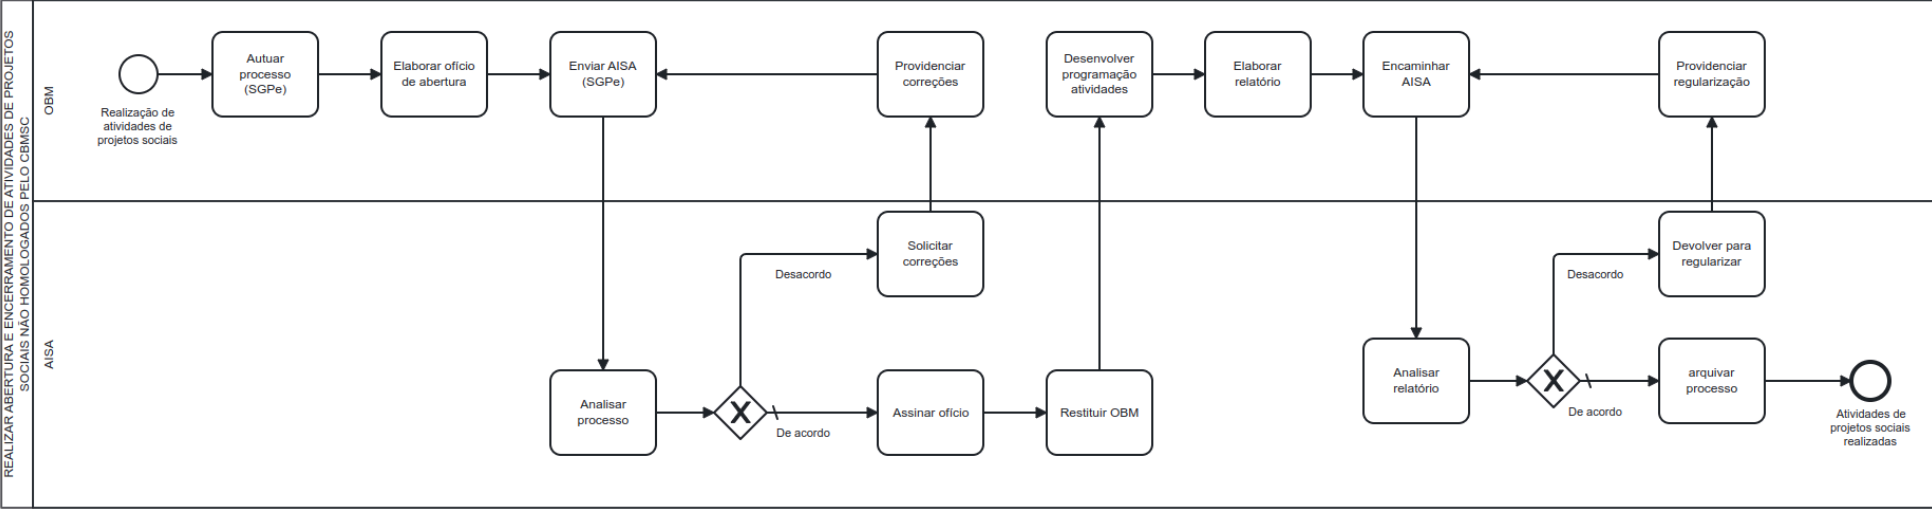 REALIZAR ABERTURA E ENCERRAMENTO DE ATIVIDADES DE PROJETOS
SOCIAIS NÃO HOMOLOGADOS PELO CBMSC
OBM
Realização de
atividades de
projetos sociais
Autuar
processo
(SGPe)
Elaborar ofício
de abertura
Enviar AISA
(SGPe)
Providenciar
correções
Desenvolver
programação
atividades
Elaborar
relatório
Encaminhar
AISA
Providenciar
regularização
AISA
Analisar
processo
Desacordo
De acordo
Solicitar
correções
Assinar ofício
Restituir OBM
Analisar
relatório
Desacordo
De acordo
Devolver para
regularizar
arquivar
processo
Atividades de
projetos sociais
realizadas